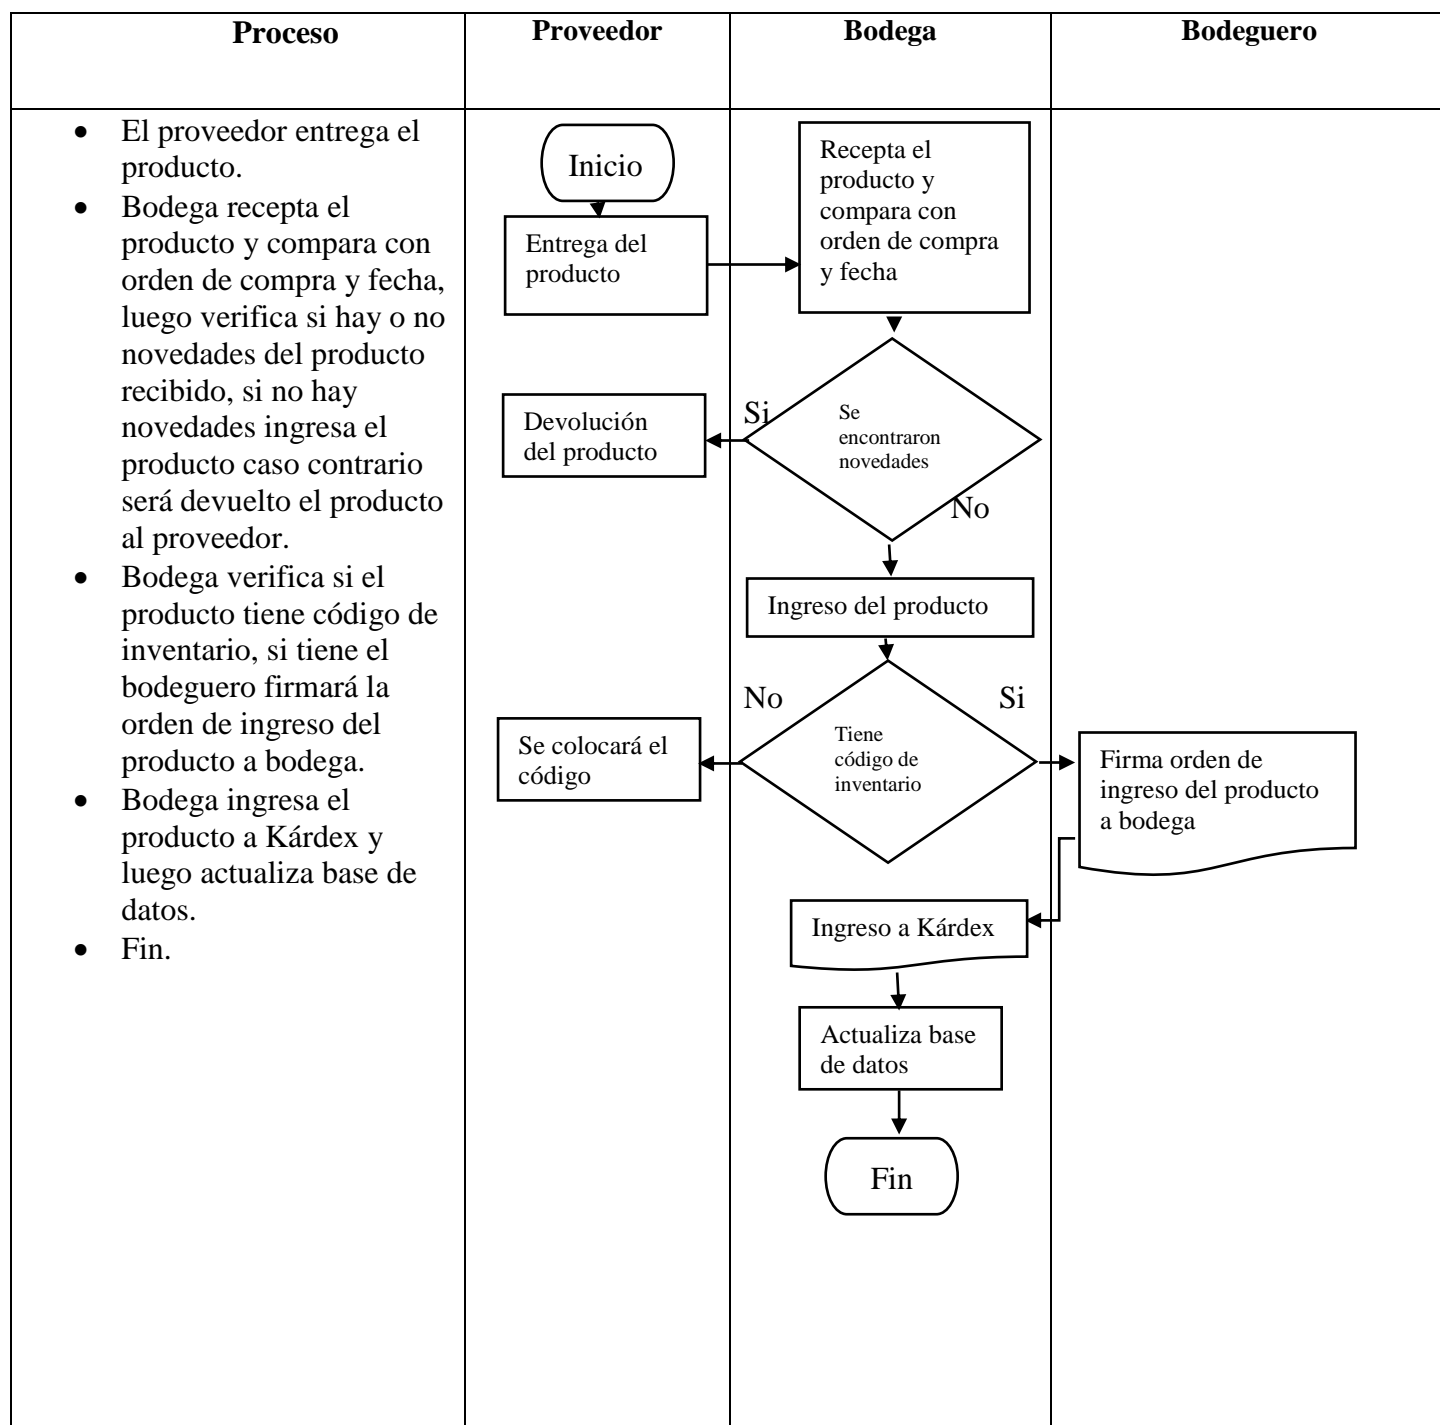 Proceso
Proveedor
Bodega
Bodeguero
• El proveedor entrega el
producto.
• Bodega recepta el
producto y compara con
orden de compra y fecha,
luego verifica si hay o no
novedades del producto
recibido, si no hay
novedades ingresa el
producto caso contrario
será devuelto el producto
al proveedor.
• Bodega verifica si el
producto tiene código de
inventario, si tiene el
bodeguero firmará la
orden de ingreso del
producto a bodega.
• Bodega ingresa el
producto a Kárdex y
luego actualiza base de
datos.
• Fin.
Inicio
Entrega del
producto
Recepta el
producto y
compara con
orden de compra
y fecha
Si
Se
encontraron
novedades
No
Devolución
del producto
Ingreso del producto
No
Si
Tiene
código de
inventario
Se colocará el
código
Firma orden de
ingreso del producto
a bodega
Ingreso a Kárdex
Actualiza base
de datos
Fin